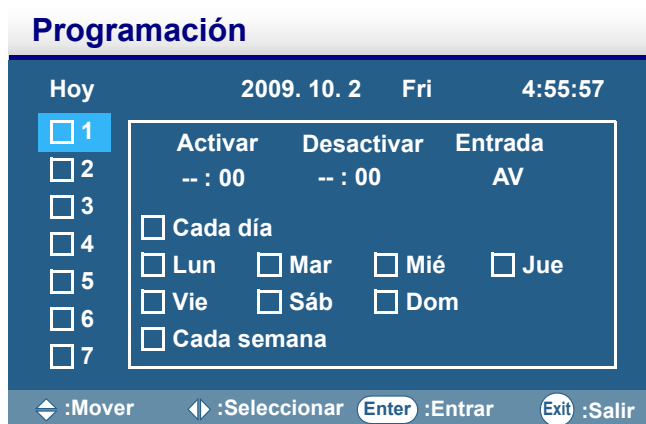 Programación
Hoy 2009. 10. 2 Fri 4:55:57
1
Activar Desactivar Entrada
2
-- : 00 -- : 00 AV
3
Cada día
4
Lun Mar Mié Jue
5
Vie Sáb Dom
6
Cada semana
7
:Mover :Seleccionar Enter :Entrar Exit :Salir